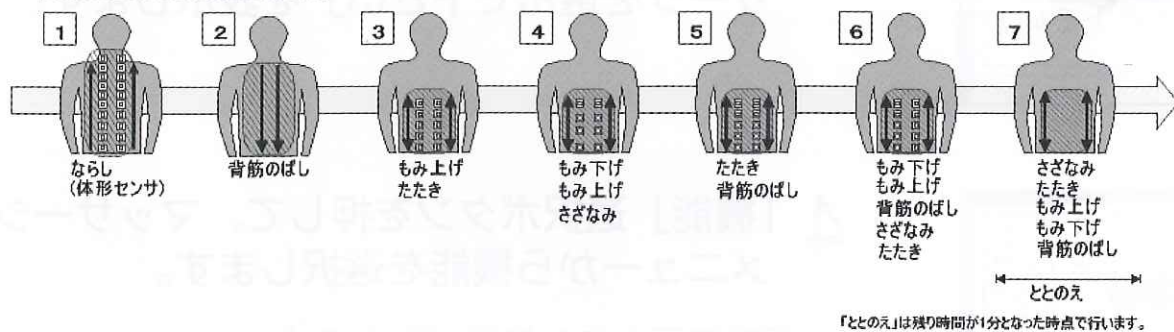 1
2
3
4
5
6
7
ならし
(体形センサ)
背筋のばし
もみ上げ
たたき
もみ下げ
もみ上げ
さざなみ
たたき
背筋のばし
もみ下げ
もみ上げ
背筋のばし
さざなみ
たたき
さざなみ
たたき
もみ上げ
もみ下げ
背筋のばし
ととのえ
「ととのえ」は残り時間が1分となった時点で行います。